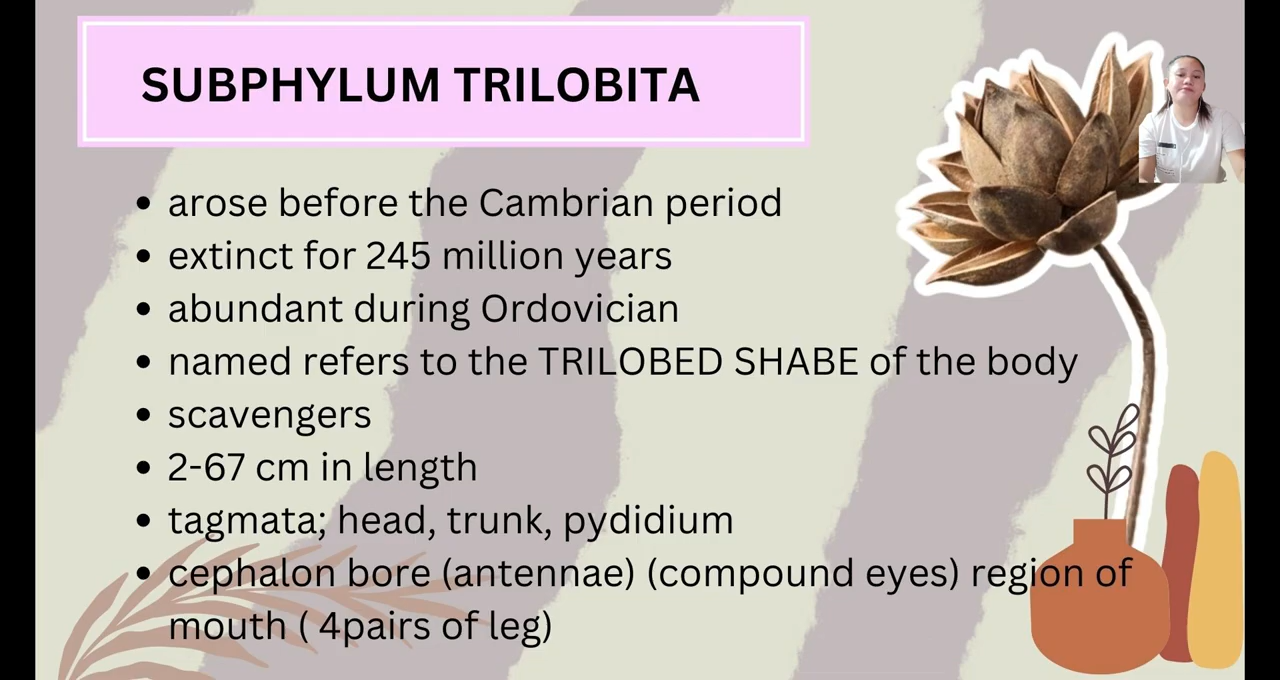 SUBPHYLUM TRILOBITA
• arose before the Cambrian period
• extinct for 245 million years
• abundant during Ordovician
• named refers to the TRILOBED SHABE of the body
• scavengers
• 2-67 cm in length
• tagmata; head, trunk, pydidium
• cephalon bore (antennae) (compound eyes) region of
mouth ( 4pairs of leg)